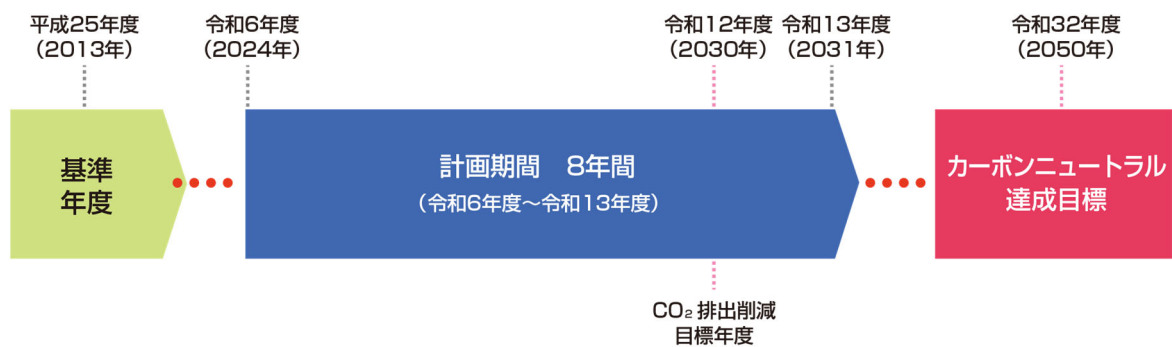 平成25年度
（2013年）
令和6年度
（2024年）
令和12年度
（2030年）
令和13年度
（2031年）
令和32年度
（2050年）
基準
年度
計画期間　8年間
（令和6年度～令和13年度）
カーボンニュートラル
達成目標
CO₂ 排出削減
目標年度